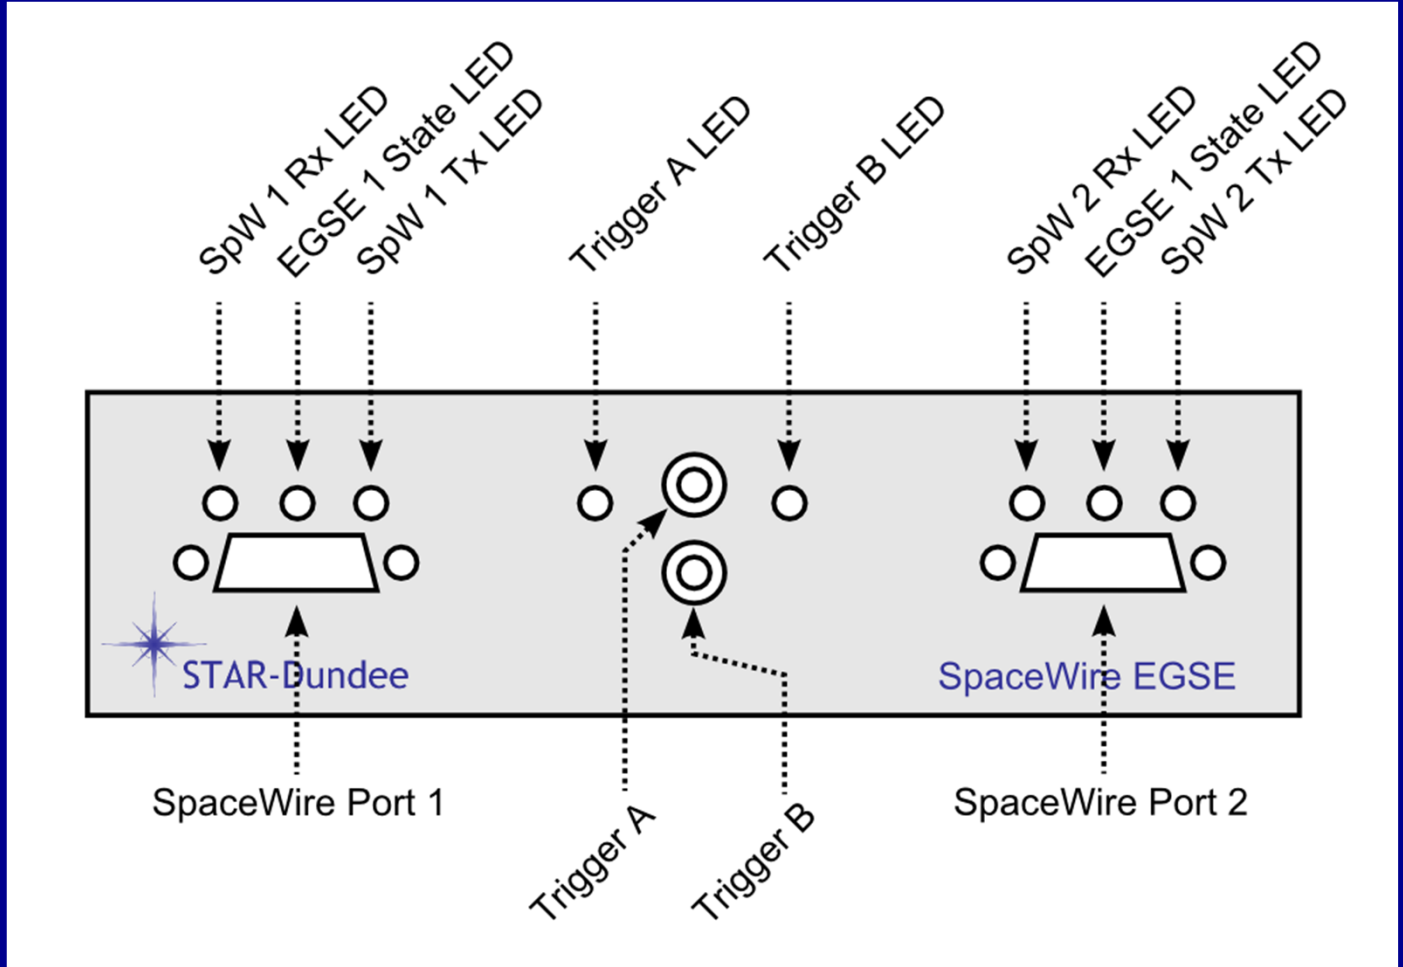 SpW 1 Rx LED
EGSE 1 State LED
SpW 1 Tx LED
Trigger A LED
Trigger B LED
SpW 2 Rx LED
EGSE 1 State LED
SpW 2 Tx LED
STAR-Dundee
SpaceWire EGSE
SpaceWire Port 1
Trigger A
Trigger B
SpaceWire Port 2